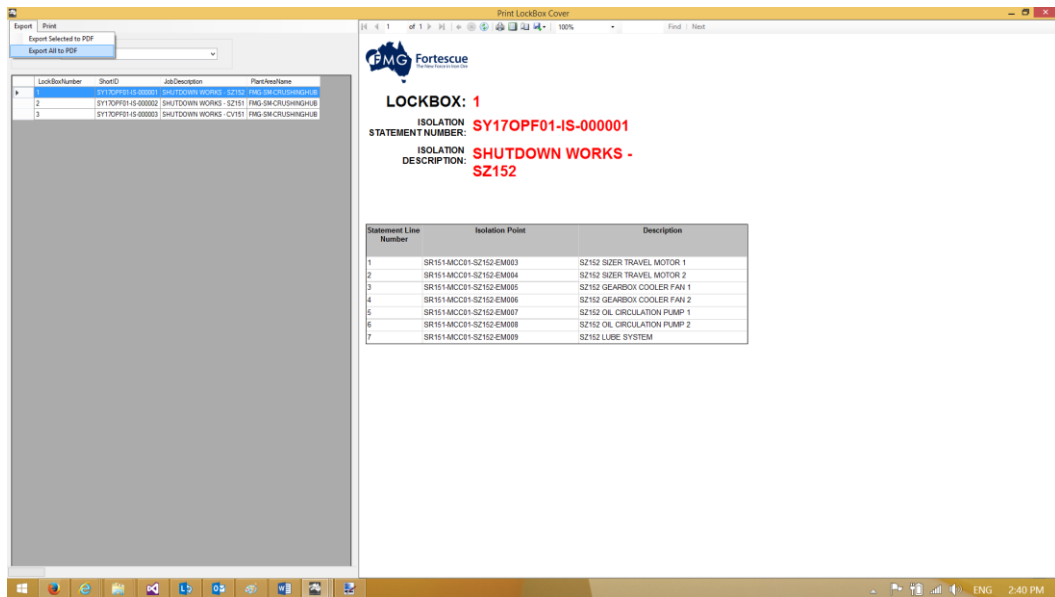 Print LockBox Cover
Export Print
Export Selected to PDF
Export All to PDF
1 of 1 100% Find | Next
LockBoxNumber ShortID JobDescription PlantAreaName
1 SY17OPF01-IS-000001 SHUTDOWN WORKS - SZ152 FMG-SM-CRUSHINGHUB
2 SY17OPF01-IS-000002 SHUTDOWN WORKS - SZ151 FMG-SM-CRUSHINGHUB
3 SY17OPF01-IS-000003 SHUTDOWN WORKS - CV151 FMG-SM-CRUSHINGHUB
FMG Fortescue
The New Force in Iron Ore
LOCKBOX: 1
ISOLATION STATEMENT NUMBER: SY17OPF01-IS-000001
ISOLATION DESCRIPTION: SHUTDOWN WORKS -
SZ152
Statement Line Number Isolation Point Description
1 SR151-MCC01-SZ152-EM003 SZ152 SIZER TRAVEL MOTOR 1
2 SR151-MCC01-SZ152-EM004 SZ152 SIZER TRAVEL MOTOR 2
3 SR151-MCC01-SZ152-EM005 SZ152 GEARBOX COOLER FAN 1
4 SR151-MCC01-SZ152-EM006 SZ152 GEARBOX COOLER FAN 2
5 SR151-MCC01-SZ152-EM007 SZ152 OIL CIRCULATION PUMP 1
6 SR151-MCC01-SZ152-EM008 SZ152 OIL CIRCULATION PUMP 2
7 SR151-MCC01-SZ152-EM009 SZ152 LUBE SYSTEM
ENG 2:40 PM